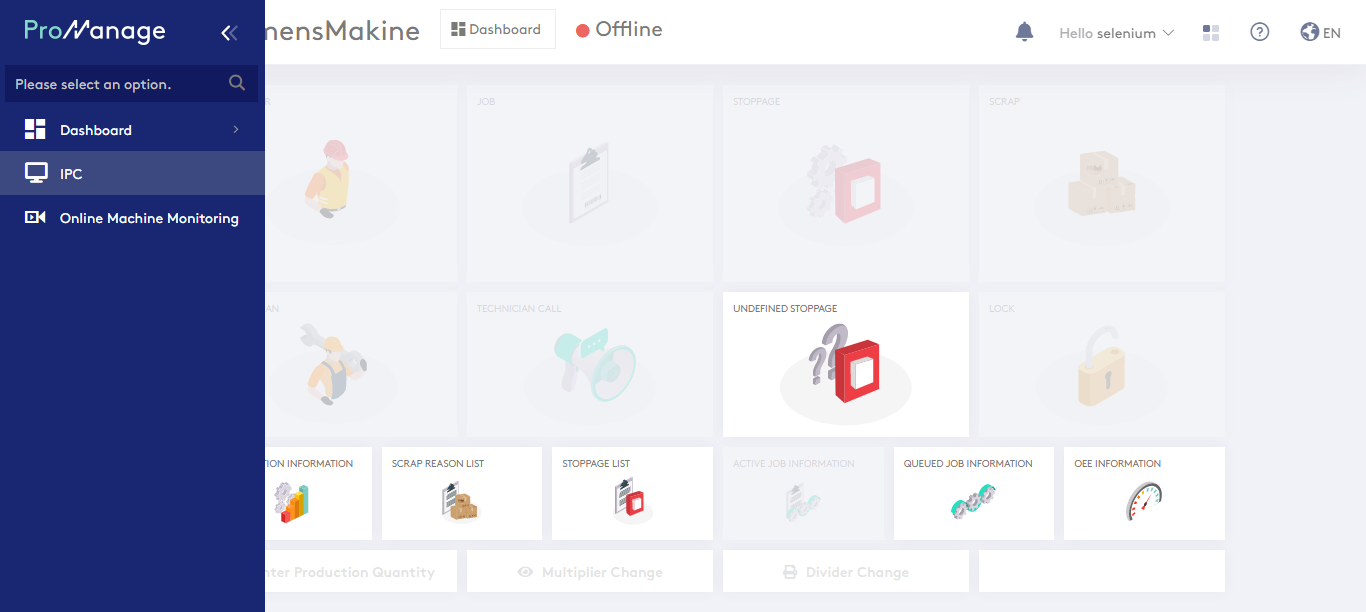 ProManage
mensMakine
Dashboard
Offline
Hello selenium
?
EN
Please select an option.
Dashboard
IPC
Online Machine Monitoring
JOB
STOPPAGE
SCRAP
TECHNICIAN CALL
UNDEFINED STOPPAGE
LOCK
TION INFORMATION
SCRAP REASON LIST
STOPPAGE LIST
ACTIVE JOB INFORMATION
QUEUED JOB INFORMATION
OEE INFORMATION
nter Production Quantity
Multiplier Change
Divider Change